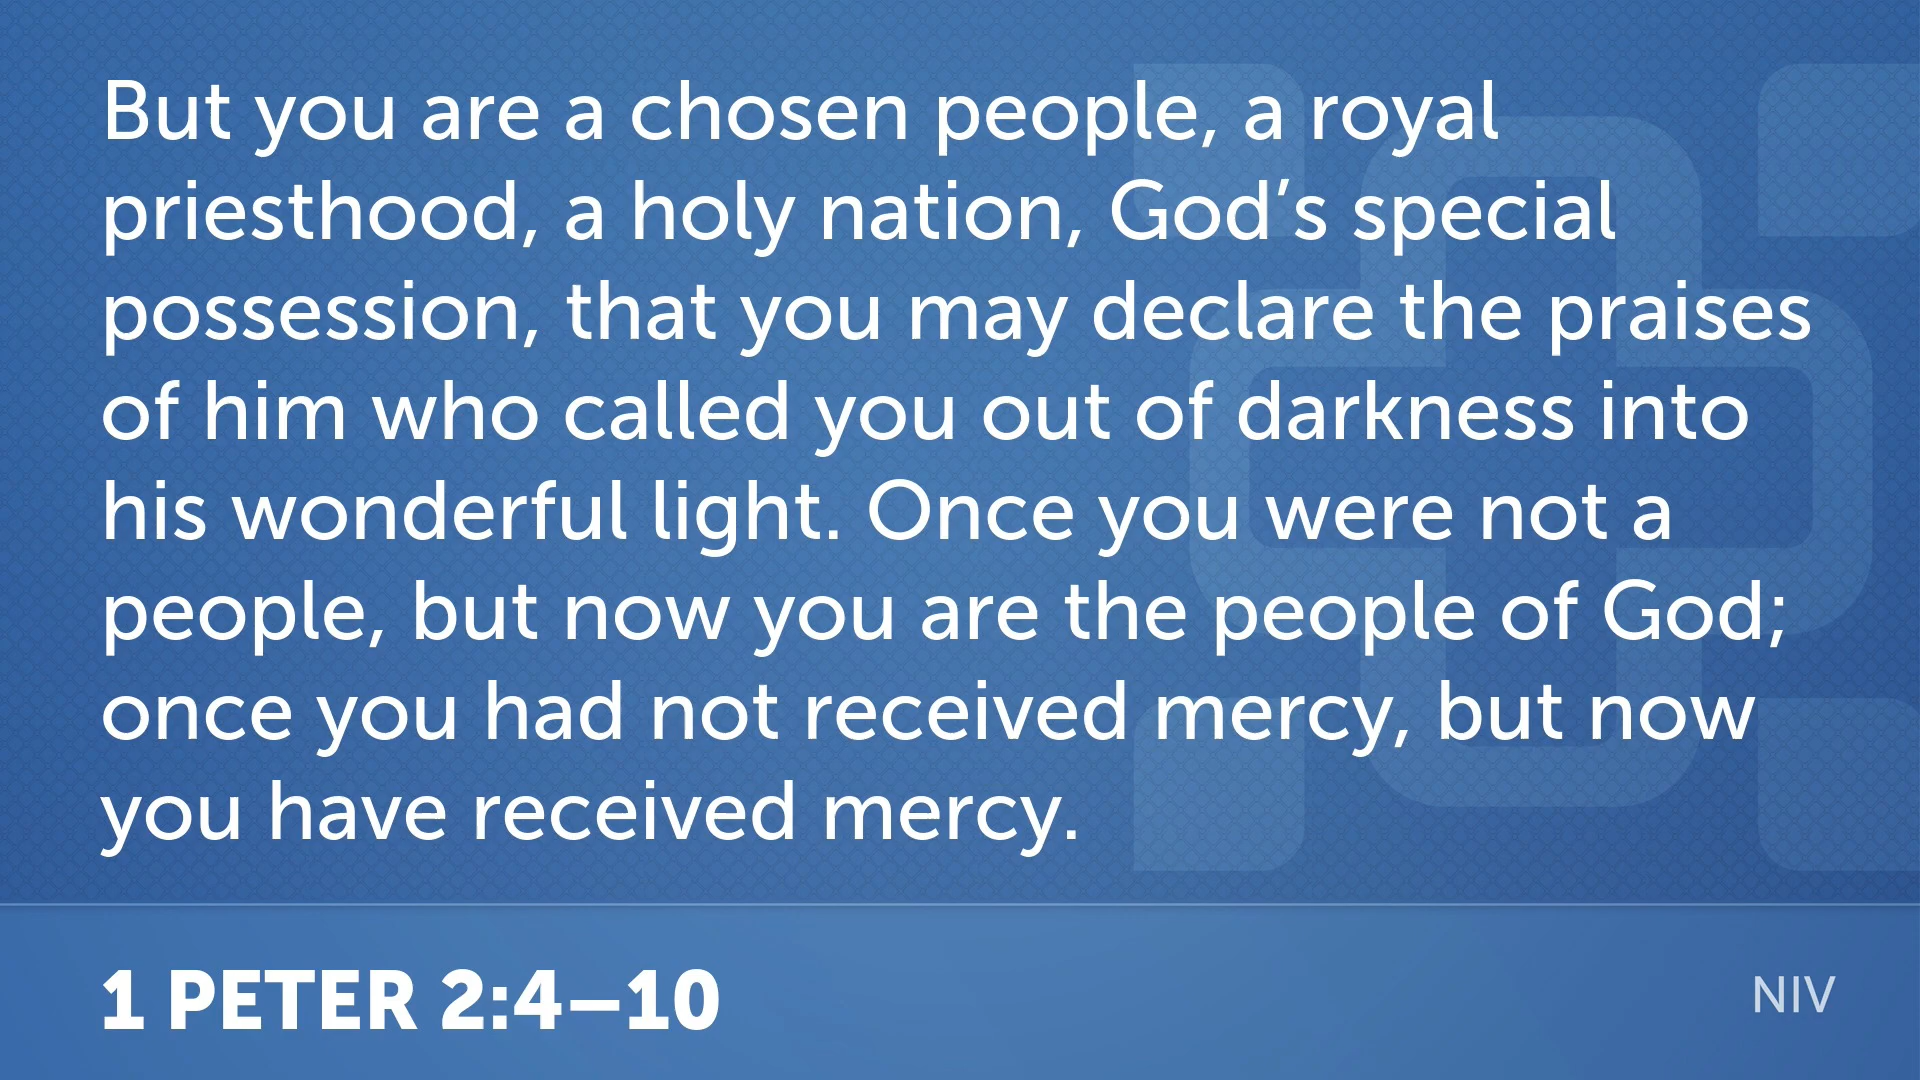 But you are a chosen people, a royal
priesthood, a holy nation, God’s special
possession, that you may declare the praises
of him who called you out of darkness into
his wonderful light. Once you were not a
people, but now you are the people of God;
once you had not received mercy, but now
you have received mercy.
1 PETER 2:4–10
NIV